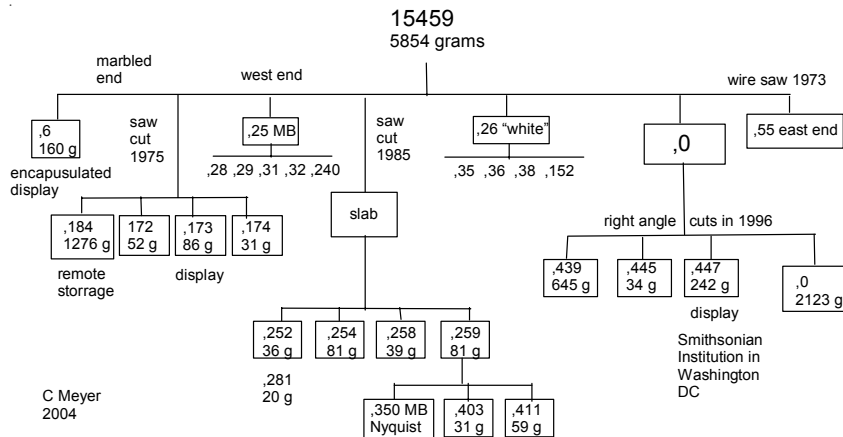 15459
5854 grams
marbled
end
west end
wire saw 1973
,6
160 g
encapusulated
display
saw
cut
1975
,25 MB
,28 ,29 ,31 ,32 ,240
saw
cut
1985
,26 “white”
,35 ,36 ,38 ,152
,0
,55 east end
,184
1276 g
172
52 g
,173
86 g
,174
31 g
remote
storrage
display
slab
right angle cuts in 1996
,439
645 g
,445
34 g
,447
242 g
,0
2123 g
display
Smithsonian
Institution in
Washington
DC
,252
36 g
,254
81 g
,258
39 g
,259
81 g
,281
20 g
,350 MB
Nyquist
,403
31 g
,411
59 g
C Meyer
2004